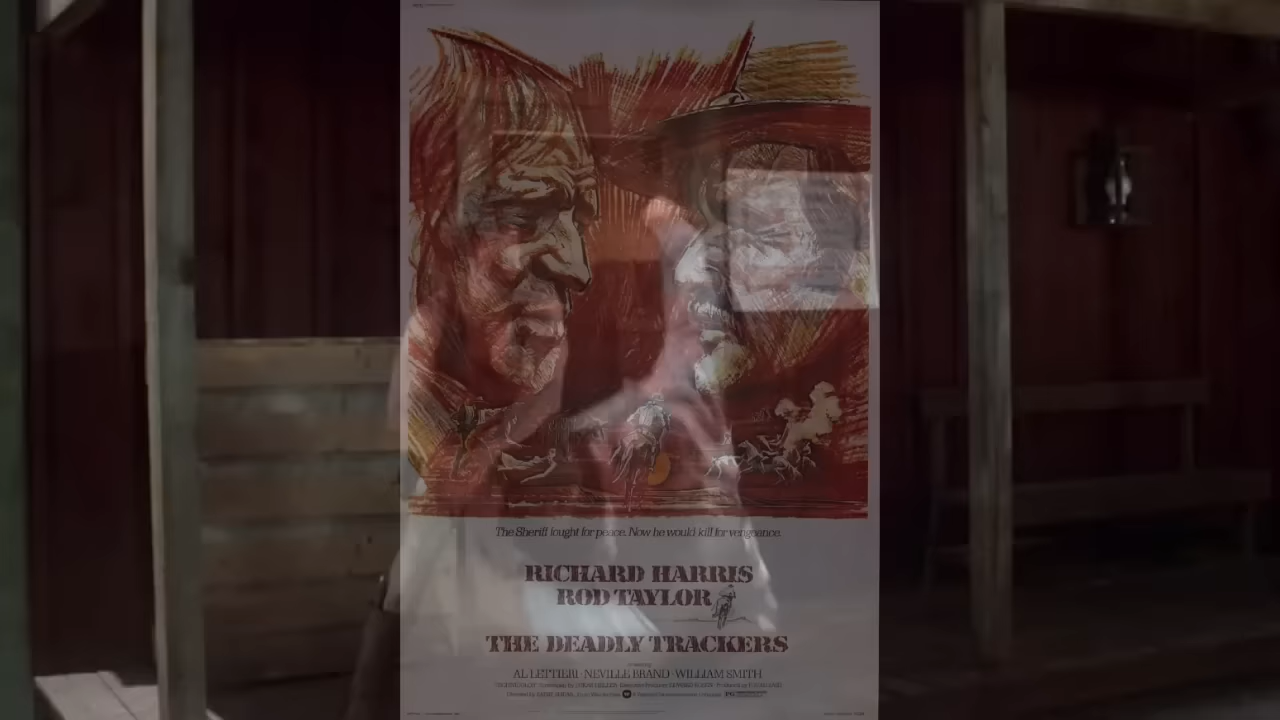 The Sheriff fought for peace. Now he would kill for vengeance.
RICHARD HARRIS
ROD TAYLOR
THE DEADLY TRACKERS
AL LETTIERI · NEVILLE BRAND · WILLIAM SMITH
PG